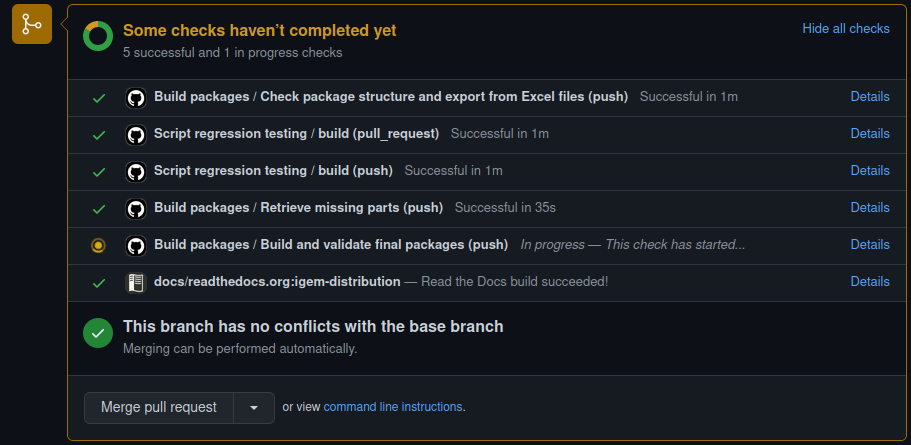 Some checks haven't completed yet
Hide all checks
5 successful and 1 in progress checks
Build packages / Check package structure and export from Excel files (push) Successful in 1m Details
Script regression testing / build (pull_request) Successful in 1m Details
Script regression testing / build (push) Successful in 1m Details
Build packages / Retrieve missing parts (push) Successful in 35s Details
Build packages / Build and validate final packages (push) In progress — This check has started... Details
docs/readthedocs.org:igem-distribution — Read the Docs build succeeded! Details
This branch has no conflicts with the base branch
Merging can be performed automatically.
Merge pull request or view command line instructions.